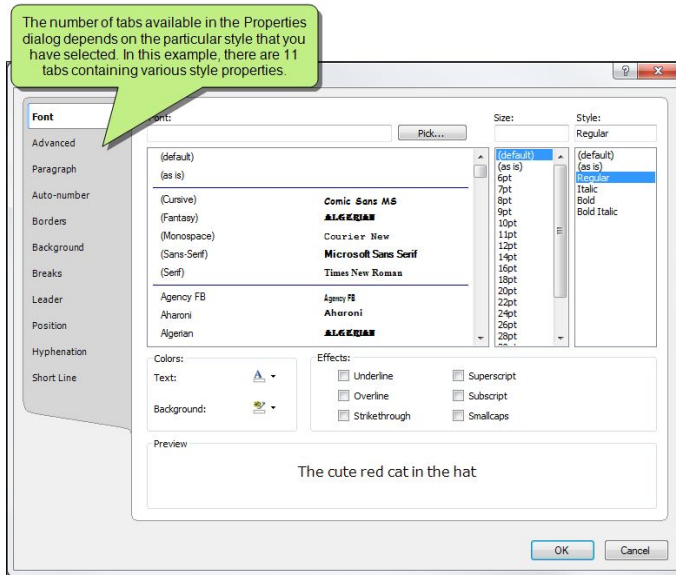 The number of tabs available in the Properties
dialog depends on the particular style that you
have selected. In this example, there are 11
tabs containing various style properties.
Font
Advanced
Paragraph
Auto-number
Borders
Background
Breaks
Leader
Position
Hyphenation
Short Line
Size:
Style:
Pick...
Regular
(default)
(as is)
(Cursive) Comic Sans MS
(Fantasy) ALGERIAN
(Monospace) Courier New
(Sans-Serif) Microsoft Sans Serif
(Serif) Times New Roman
Agency FB Agency FB
Aharoni Aharoni
Algerian ALGERIAN
(default)
(as is)
6pt
7pt
8pt
9pt
10pt
11pt
12pt
14pt
16pt
18pt
20pt
22pt
24pt
26pt
28pt
(default)
(as is)
Regular
Italic
Bold
Bold Italic
Colors:
Text:
Background:
Effects:
Underline
Overline
Strikethrough
Superscript
Subscript
Smallcaps
Preview
The cute red cat in the hat
OK
Cancel